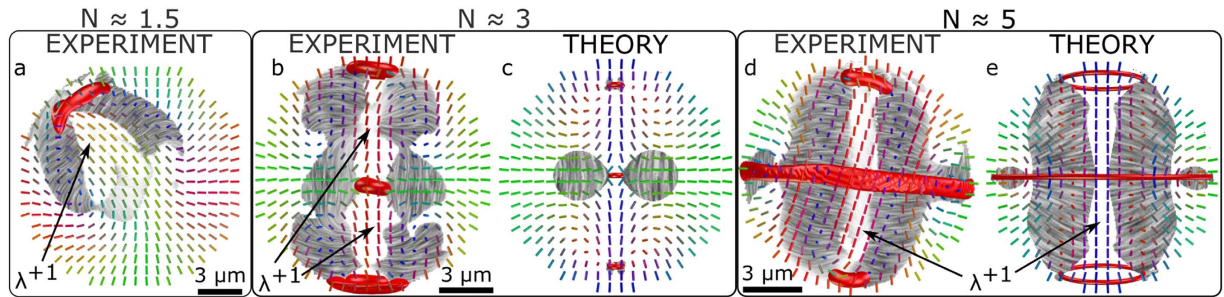 N ≈ 1.5
N ≈ 3
N ≈ 5
EXPERIMENT
EXPERIMENT
THEORY
EXPERIMENT
THEORY
a
b
c
d
e
λ+1
3 μm
λ+1
3 μm
3 μm
λ+1